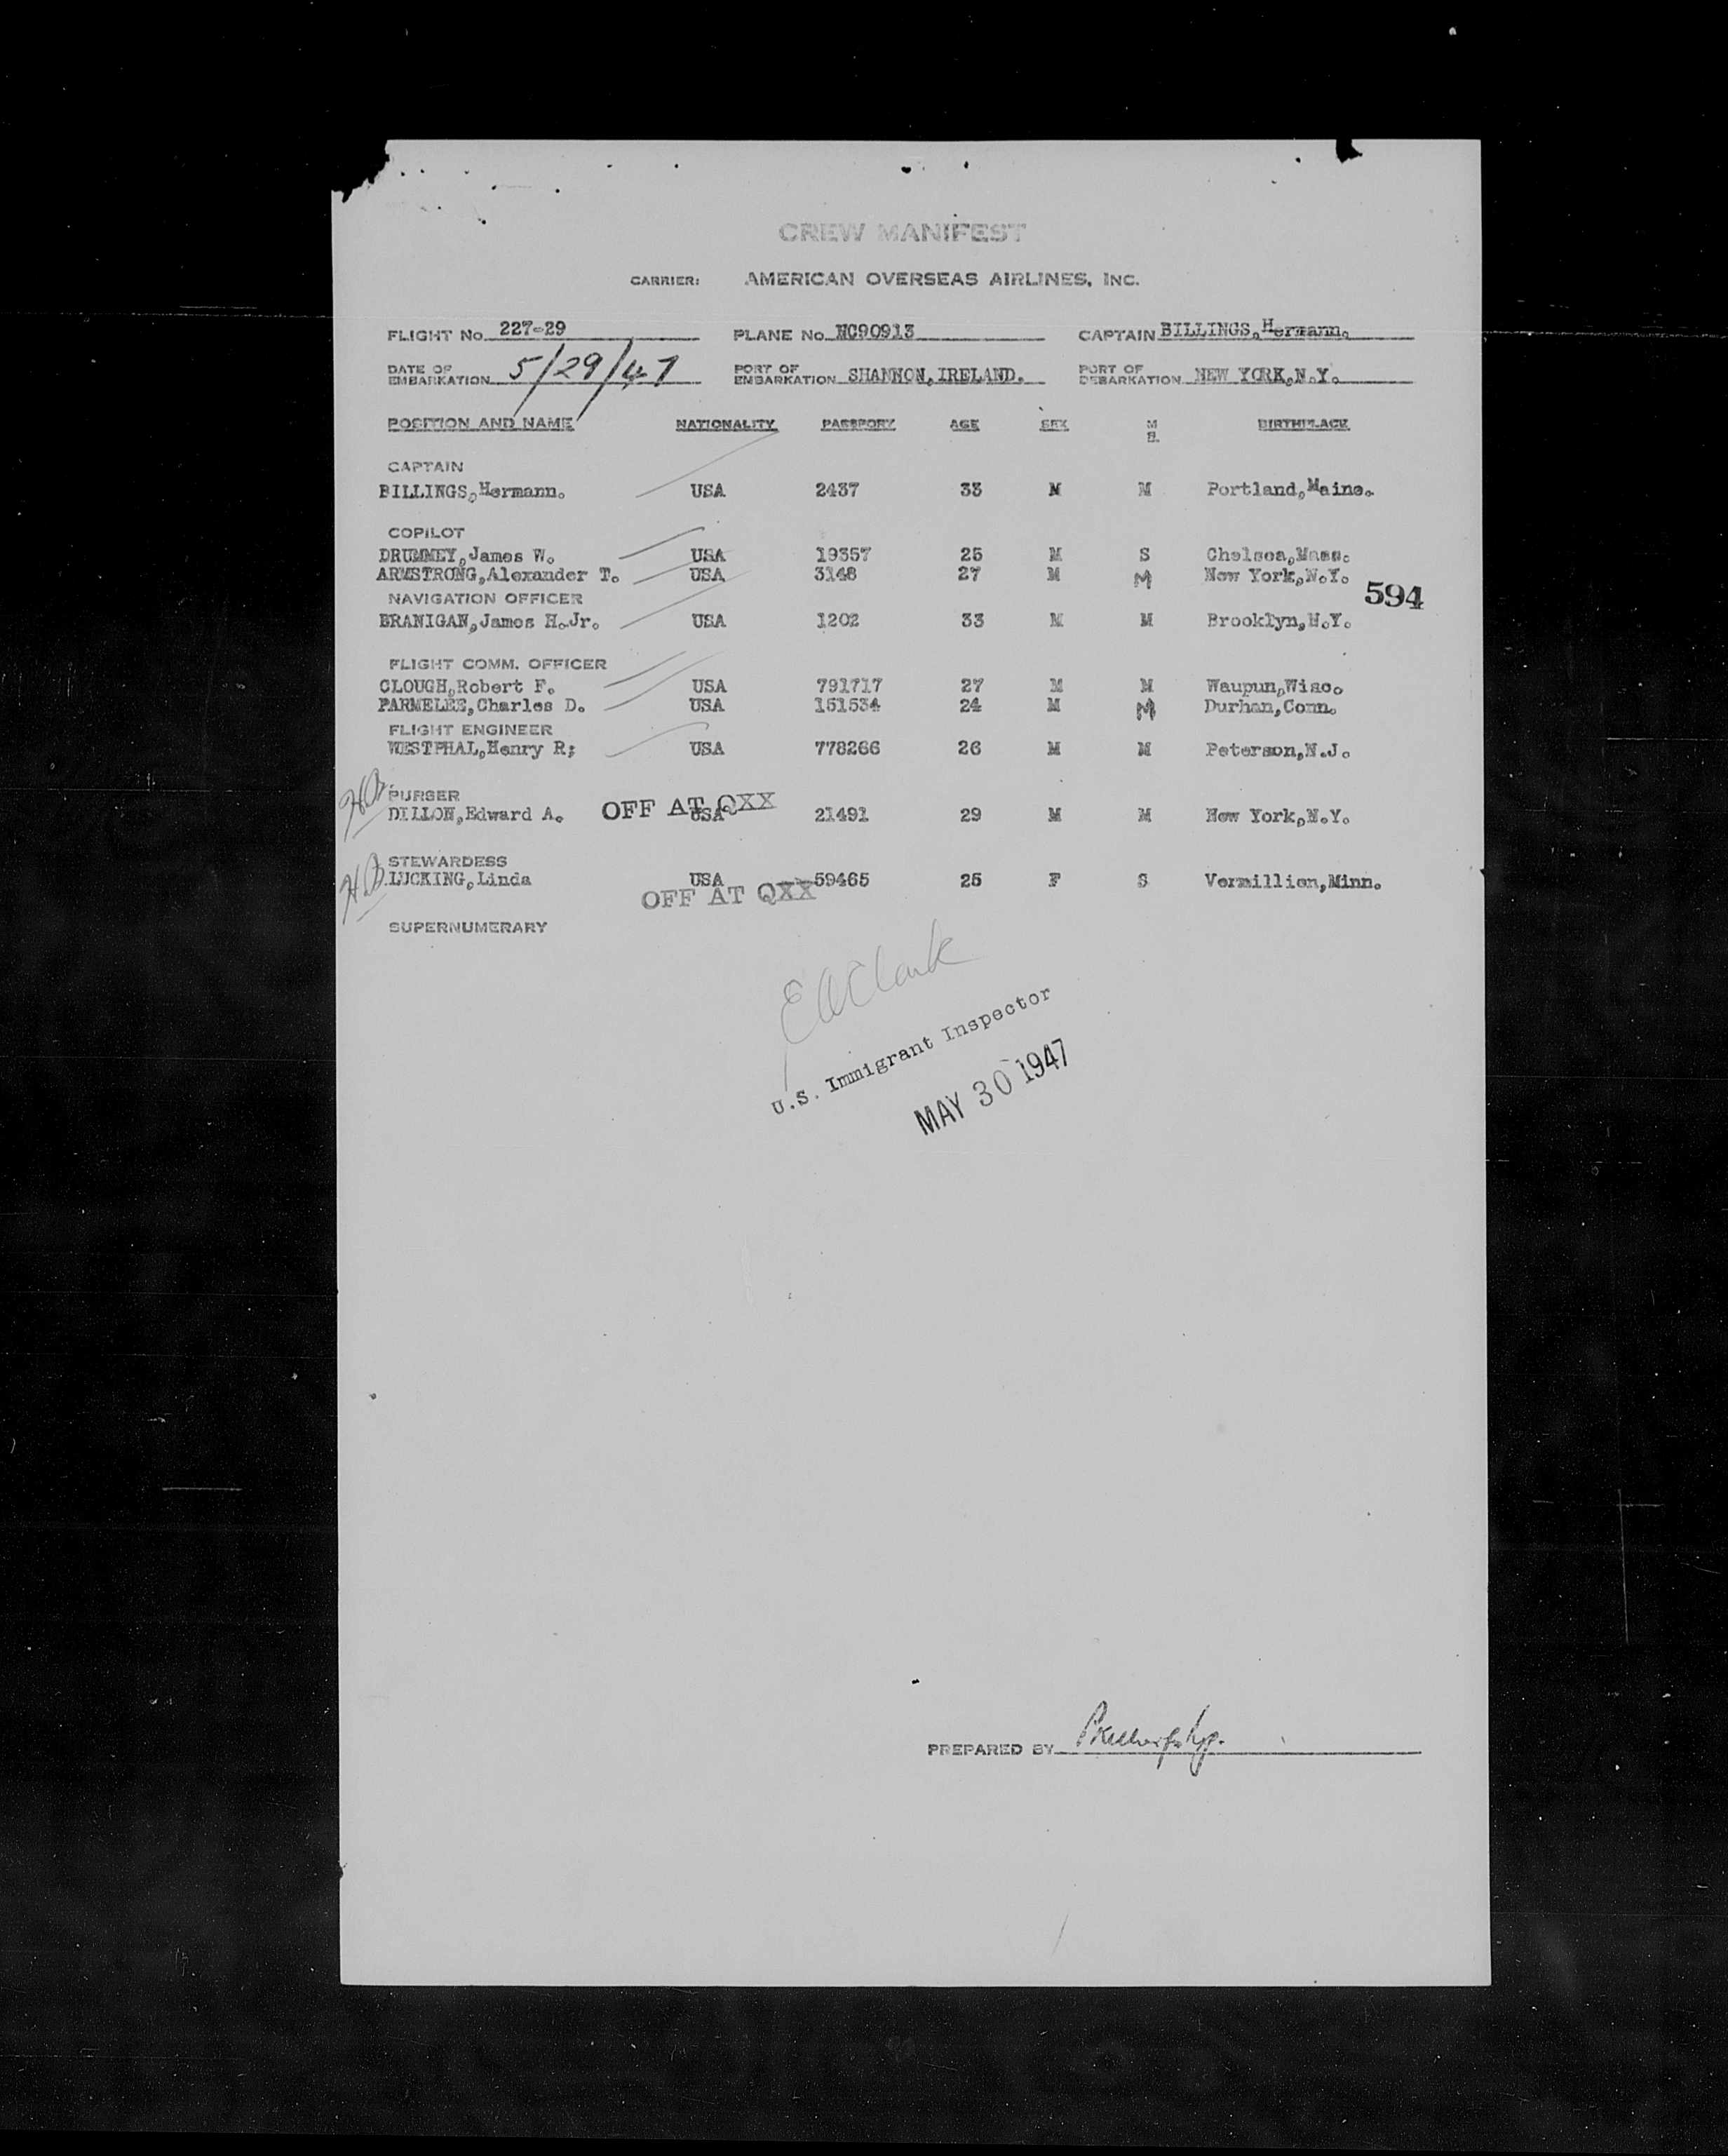 CREW MANIFEST
CARRIER: AMERICAN OVERSEAS AIRLINES, INC.
FLIGHT No. 227-29 PLANE No. NC90913 CAPTAIN BILLINGS, Hermann.
DATE OF EMBARKATION 5/29/47 PORT OF EMBARKATION SHANNON, IRELAND. PORT OF DEBARKATION NEW YORK, N.Y.
POSITION AND NAME NATIONALITY PASSPORT AGE SEX M S. BIRTHPLACE
CAPTAIN
BILLINGS, Hermann. USA 2437 33 M M Portland, Maine.
COPILOT
DRUMMEY, James W. USA 19357 25 M S Chelsea, Mass.
ARMSTRONG, Alexander T. USA 3148 27 M M New York, N.Y.
594
NAVIGATION OFFICER
BRANIGAN, James H. Jr. USA 1202 33 M M Brooklyn, N.Y.
FLIGHT COMM. OFFICER
CLOUGH, Robert F. USA 791717 27 M M Waupun, Wisc.
PARMELEE, Charles D. USA 151534 24 M M Durhan, Conn.
FLIGHT ENGINEER
WESTPHAL, Henry R; USA 778266 26 M M Peterson, N.J.
PURSER
DILLON, Edward A. OFF AT QXX USA 21491 29 M M New York, N.Y.
STEWARDESS
LUCKING, Linda USA 59465 25 F S Vermillion, Minn.
OFF AT QXX
SUPERNUMERARY
E A Clark
U.S. Immigrant Inspector
MAY 30 1947
PREPARED BY